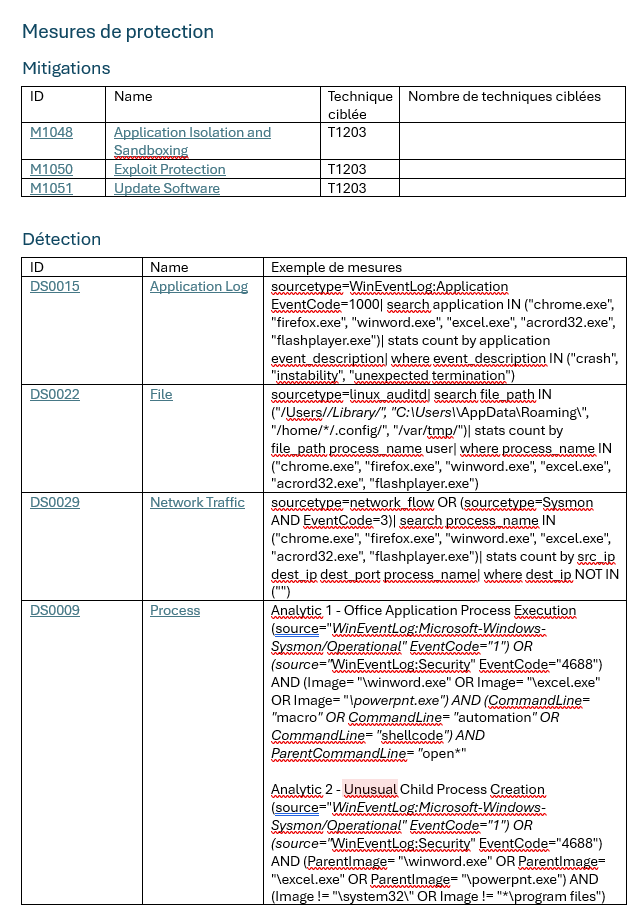 Mesures de protection
Mitigations
ID Name Technique ciblée Nombre de techniques ciblées
M1048 Application Isolation and Sandboxing T1203
M1050 Exploit Protection T1203
M1051 Update Software T1203
Détection
ID Name Exemple de mesures
DS0015 Application Log sourcetype=WinEventLog:Application
EventCode=1000| search application IN ("chrome.exe",
"firefox.exe", "winword.exe", "excel.exe", "acrord32.exe",
"flashplayer.exe")| stats count by application
event_description| where event_description IN ("crash",
"instability", "unexpected termination")
DS0022 File sourcetype=linux_auditd| search file_path IN
("/Users//Library/", "C:\Users\\AppData\Roaming\",
"/home/*/.config/", "/var/tmp/")| stats count by
file_path process_name user| where process_name IN
("chrome.exe", "firefox.exe", "winword.exe", "excel.exe",
"acrord32.exe", "flashplayer.exe")
DS0029 Network Traffic sourcetype=network_flow OR (sourcetype=Sysmon
AND EventCode=3)| search process_name IN
("chrome.exe", "firefox.exe", "winword.exe", "excel.exe",
"acrord32.exe", "flashplayer.exe")| stats count by src_ip
dest_ip dest_port process_name| where dest_ip NOT IN
("")
DS0009 Process Analytic 1 - Office Application Process Execution
(source="WinEventLog:Microsoft-Windows-
Sysmon/Operational" EventCode="1") OR
(source="WinEventLog:Security" EventCode="4688")
AND (Image= "\winword.exe" OR Image= "\excel.exe"
OR Image= "\powerpnt.exe") AND (CommandLine=
"macro" OR CommandLine= "automation" OR
CommandLine= "shellcode") AND
ParentCommandLine= "open*"
Analytic 2 - Unusual Child Process Creation
(source="WinEventLog:Microsoft-Windows-
Sysmon/Operational" EventCode="1") OR
(source="WinEventLog:Security" EventCode="4688")
AND (ParentImage= "\winword.exe" OR ParentImage=
"\excel.exe" OR ParentImage= "\powerpnt.exe") AND
(Image != "\system32\" OR Image != "*\program files")